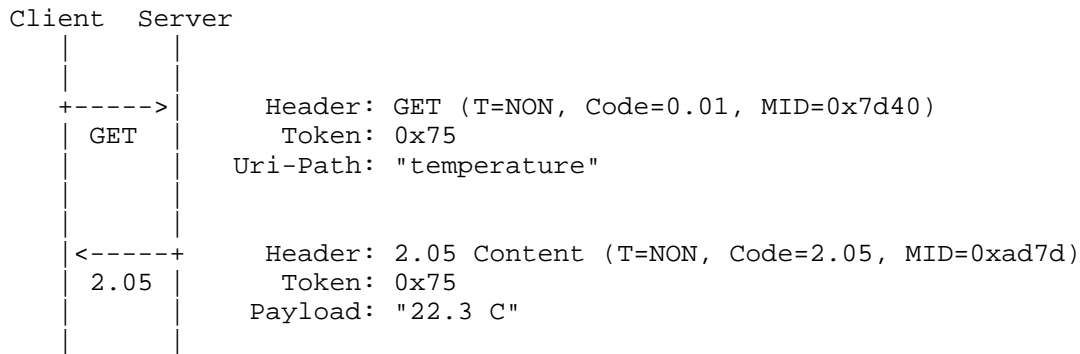 Client Server
+-----> Header: GET (T=NON, Code=0.01, MID=0x7d40)
GET Token: 0x75
Uri-Path: "temperature"
<-----+ Header: 2.05 Content (T=NON, Code=2.05, MID=0xad7d)
2.05 Token: 0x75
Payload: "22.3 C"